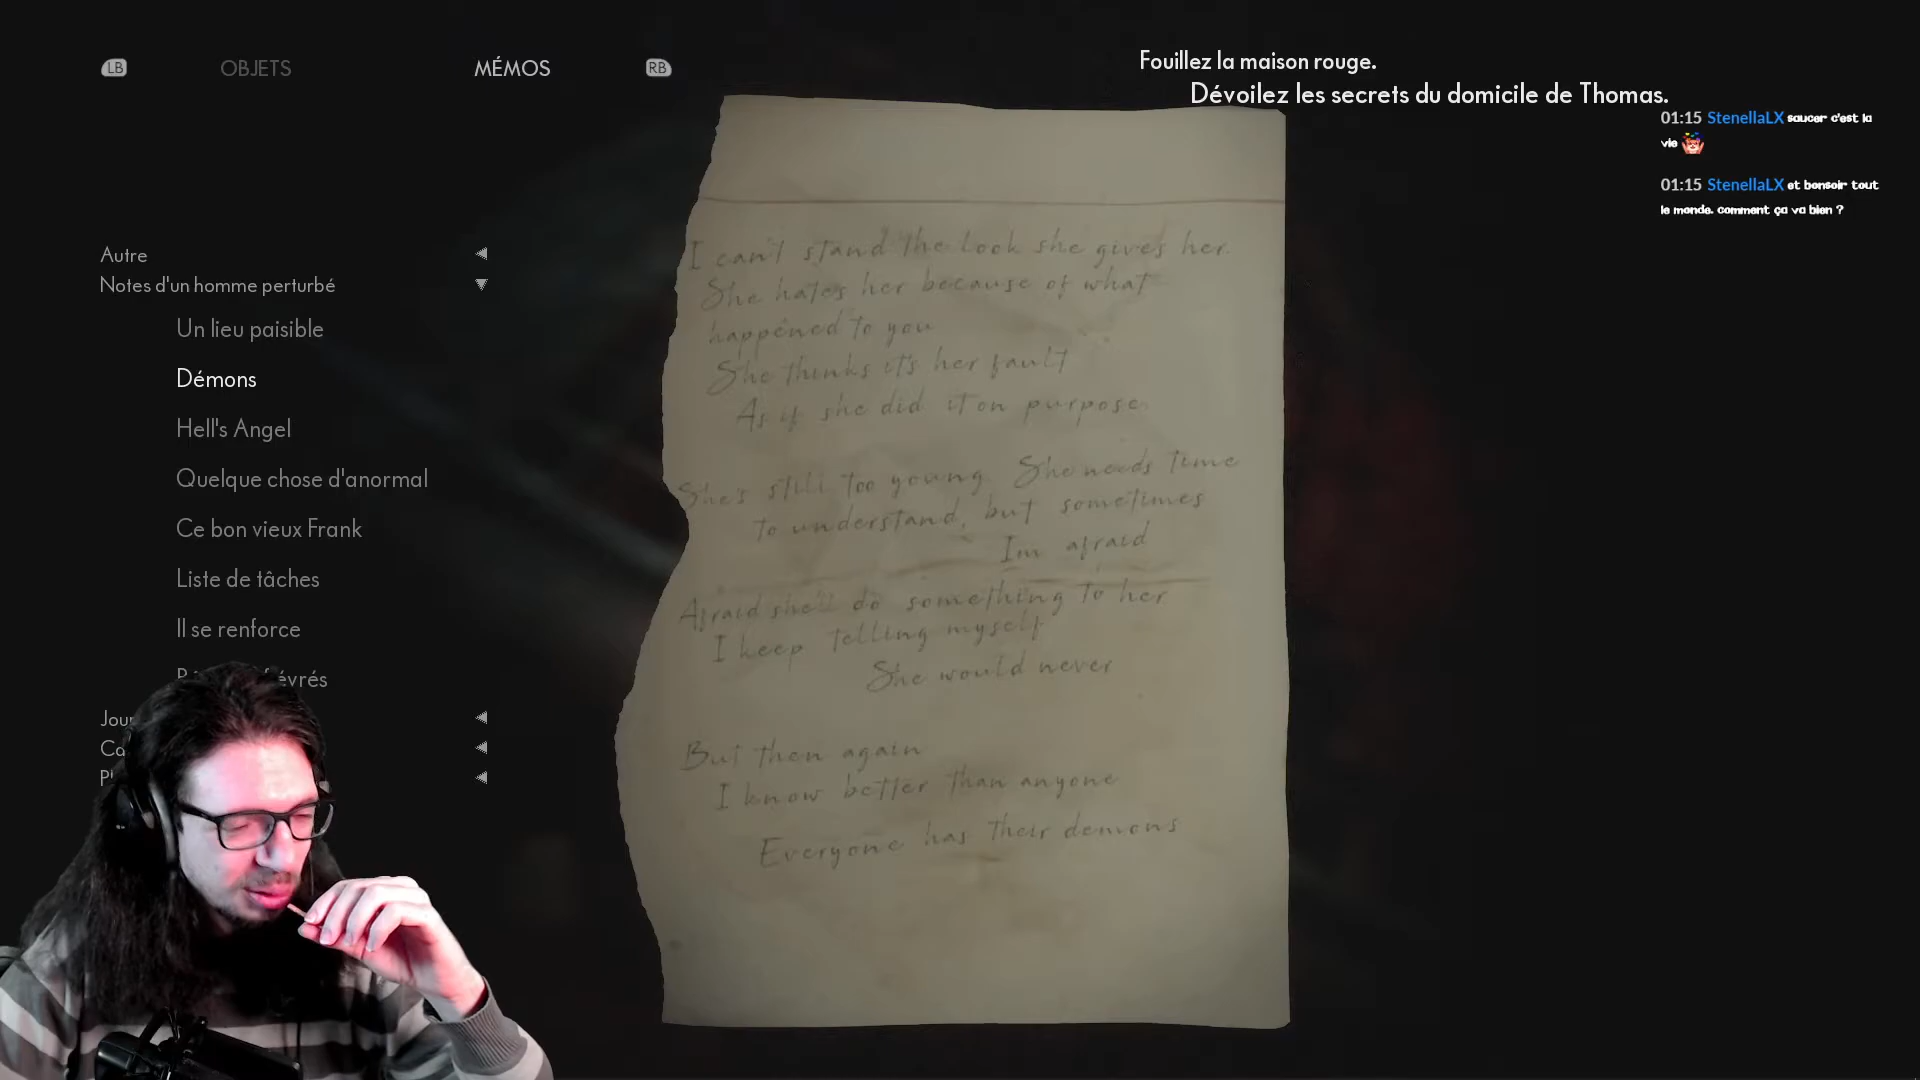 LB
OBJETS
MÉMOS
RB
Fouillez la maison rouge.
Dévoilez les secrets du domicile de Thomas.
01:15 StenellaLX saucer c'est la
vie
01:15 StenellaLX et bonsoir tout
le monde. comment ça va bien ?
Autre
Notes d'un homme perturbé
Un lieu paisible
Démons
Hell's Angel
Quelque chose d'anormal
Ce bon vieux Frank
Liste de tâches
Il se renforce
I can't stand the look she gives her.
She hates her because of what
happened to you
She thinks it's her fault
As if she did it on purpose.
She's still too young. She needs time
to understand, but sometimes
I'm afraid
Afraid she'll do something to her
I keep telling myself
She would never
But then again
I know better than anyone
Everyone has their demons